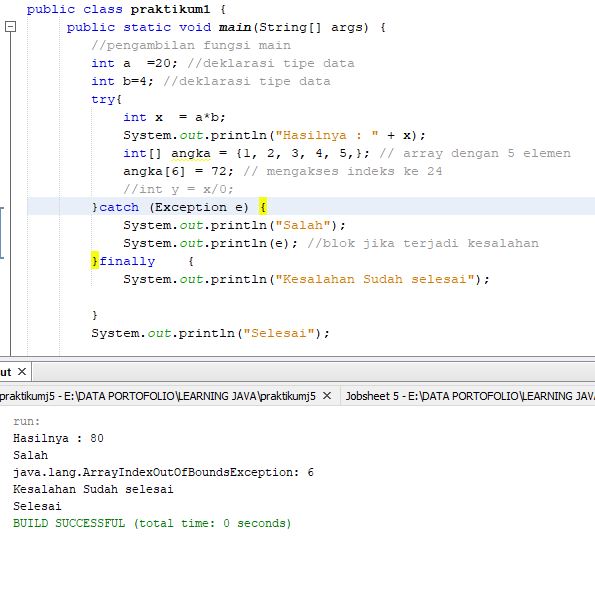 public class praktikum1 {
public static void main(String[] args) {
//pengambilan fungsi main
int a  =20; //deklarasi tipe data
int b=4; //deklarasi tipe data
try{
int x  = a*b;
System.out.println("Hasilnya : " + x);
int[] angka = {1, 2, 3, 4, 5,}; // array dengan 5 elemen
angka[6] = 72; // mengakses indeks ke 24
//int y = x/0;
}catch (Exception e) {
System.out.println("Salah");
System.out.println(e); //blok jika terjadi kesalahan
}finally    {
System.out.println("Kesalahan Sudah selesai");
}
System.out.println("Selesai");
ut ×
praktikumj5 - E:\DATA PORTOFOLIO\LEARNING JAVA\praktikumj5 × Jobsheet 5 - E:\DATA PORTOFOLIO\LEARNING JAVA
run:
Hasilnya : 80
Salah
java.lang.ArrayIndexOutOfBoundsException: 6
Kesalahan Sudah selesai
Selesai
BUILD SUCCESSFUL (total time: 0 seconds)